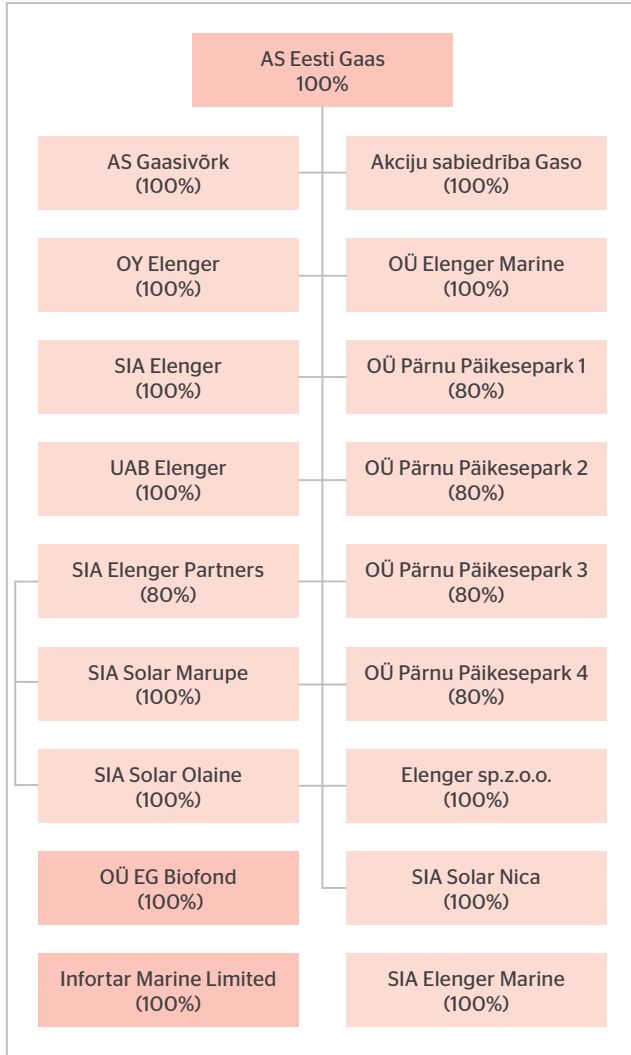 AS Eesti Gaas
100%
AS Gaasivõrk
(100%)
Akciju sabiedrība Gaso
(100%)
OY Elenger
(100%)
OÜ Elenger Marine
(100%)
SIA Elenger
(100%)
OÜ Pärnu Päikesepark 1
(80%)
UAB Elenger
(100%)
OÜ Pärnu Päikesepark 2
(80%)
SIA Elenger Partners
(80%)
OÜ Pärnu Päikesepark 3
(80%)
SIA Solar Marupe
(100%)
OÜ Pärnu Päikesepark 4
(80%)
SIA Solar Olaine
(100%)
Elenger sp.z.o.o.
(100%)
OÜ EG Biofond
(100%)
SIA Solar Nica
(100%)
Infortar Marine Limited
(100%)
SIA Elenger Marine
(100%)